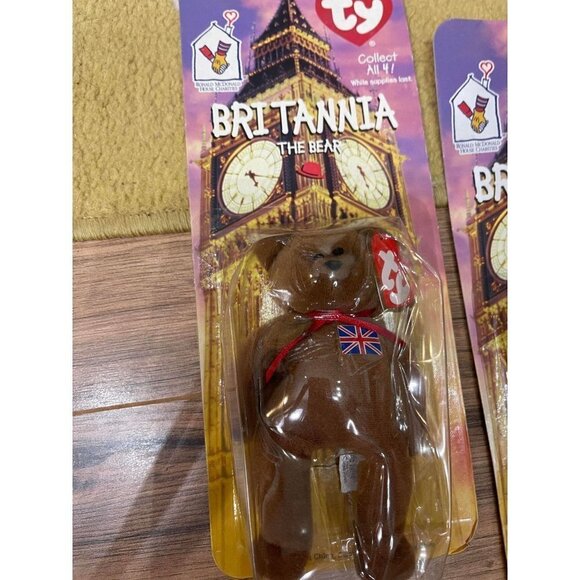 ty
®
Collect
All 4!
While supplies last.
RONALD McDONALD
HOUSE CHARITIES
BRITANNIA
THE BEAR
ty
RONALD McDONALD
HOUSE CHARITIES
BR